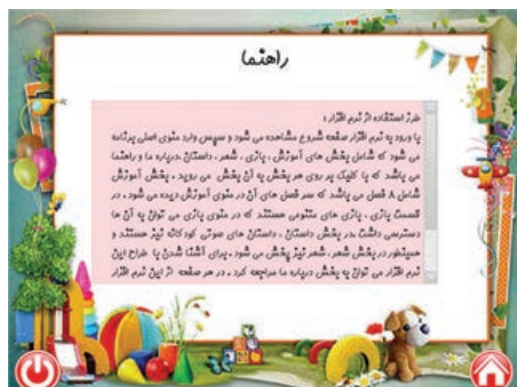 راهنما
طرز استفاده از نرم افزار :
با ورود به نرم افزار صفحه شروع مشاهده می شود و سپس وارد منوی اصلی برنامه
می شود که شامل بخش های آموزش ، بازی ، شعر ، داستان ،درباره ما و راهنما
می باشد که با کلیک بر روی هر بخش به آن بخش می روید . بخش آموزش
شامل ۸ فصل می باشد که سر فصل های آن در منوی آموزش دیده می شود . در
قسمت بازی ، بازی های متنوعی هستند که در منوی بازی می توان به آن ها
دسترسی داشت .در بخش داستان ، داستان های صوتی کودکانه نیز هستند و
همینطور در بخش شعر ، شعر نیز پخش می شود . برای آشنا شدن با طراح این
نرم افزار می توان به بخش درباره ما مراجعه کرد . در هر صفحه از این نرم افزار